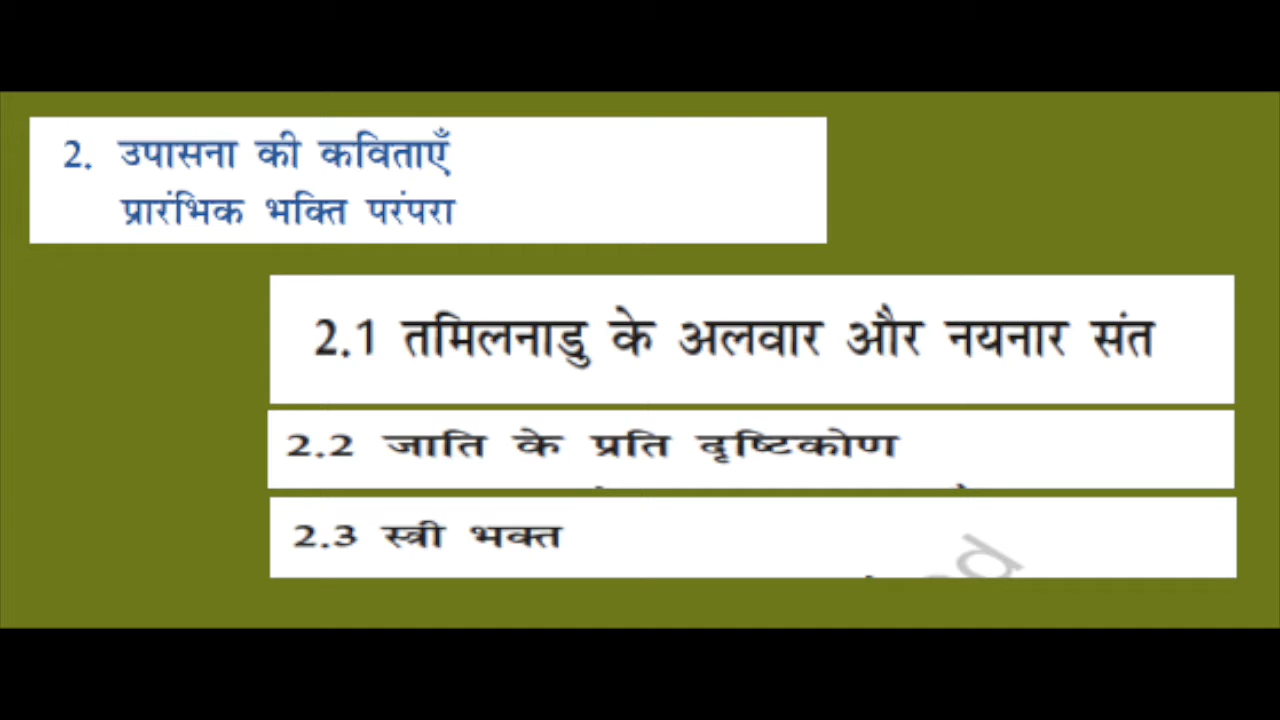 2. उपासना की कविताएँ
प्रारंभिक भक्ति परंपरा
2.1 तमिलनाडु के अलवार और नयनार संत
2.2 जाति के प्रति दृष्टिकोण
2.3 स्त्री भक्त